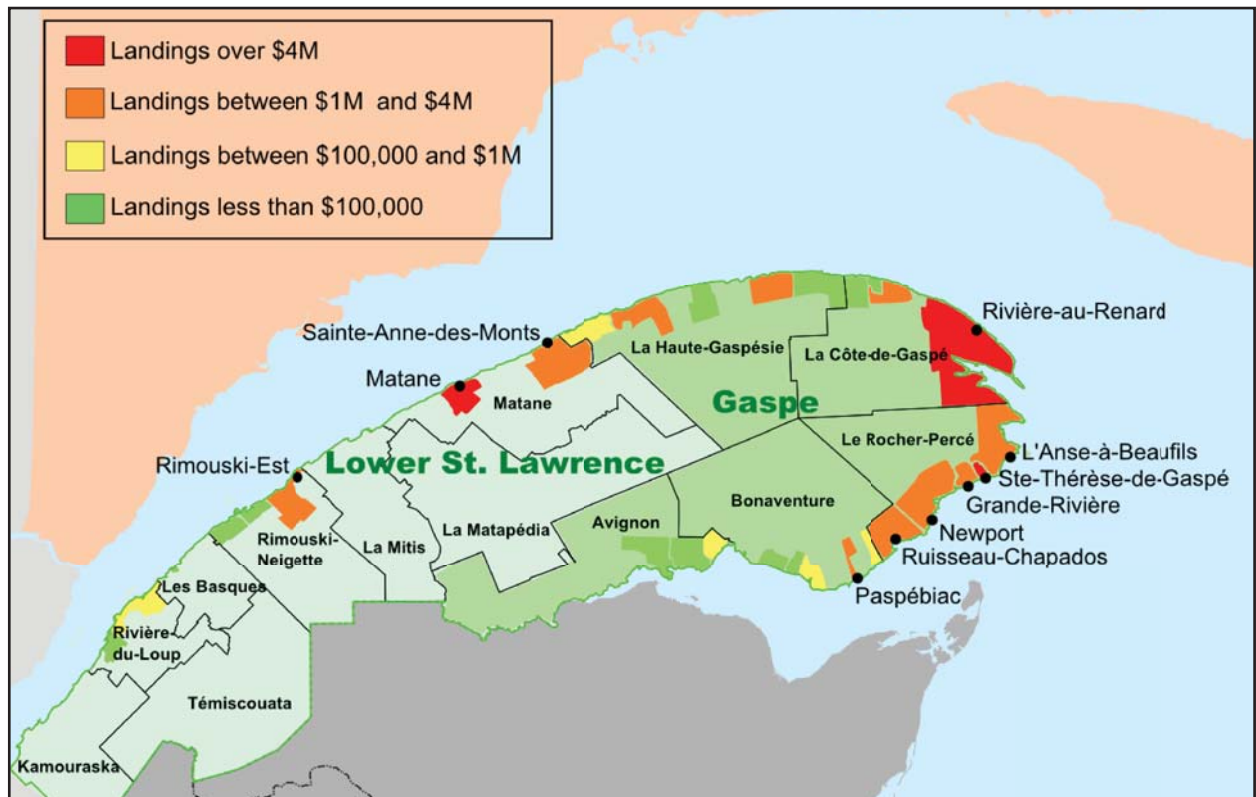 Landings over $4M
Landings between $1M and $4M
Landings between $100,000 and $1M
Landings less than $100,000
Rivière-au-Renard
Sainte-Anne-des-Monts
La Haute-Gaspésie
La Côte-de-Gaspé
Matane
Matane
Gaspe
Le Rocher-Percé
L'Anse-à-Beaufils
Rimouski-Est
Lower St. Lawrence
Ste-Thérèse-de-Gaspé
Grande-Rivière
Bonaventure
Newport
Avignon
La Matapédia
Rimouski-
Neigette
La Mitis
Ruisseau-Chapados
Les Basques
Paspébiac
Rivière-
du-Loup
Témiscouata
Kamouraska